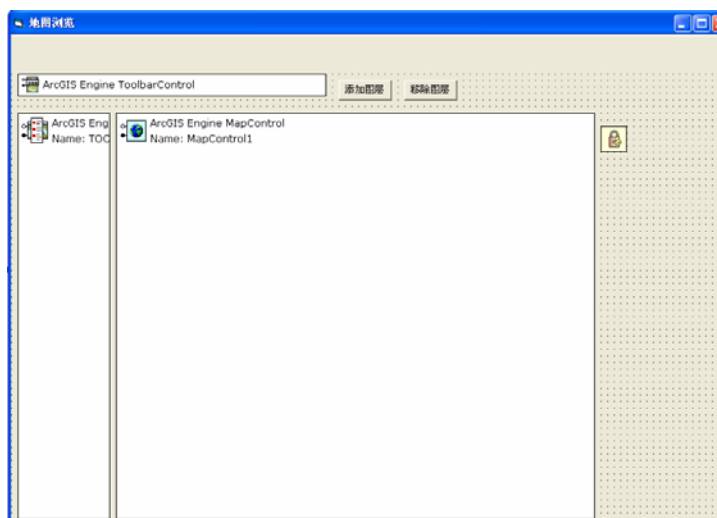 地图浏览
ArcGIS Engine ToolbarControl
添加图层
移除图层
ArcGIS Eng
Name: TOC
ArcGIS Engine MapControl
Name: MapControl1